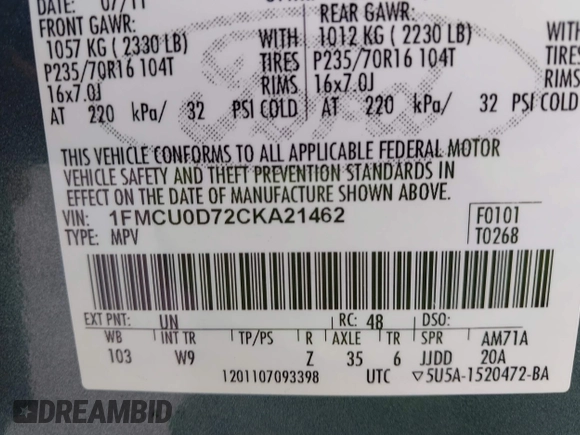 DATE: 07/11
FRONT GAWR: REAR GAWR:
1057 KG ( 2330 LB) WITH 1012 KG ( 2230 LB) WITH
P235/70R16 104T TIRES P235/70R16 104T TIRES
16x7.0J RIMS 16x7.0J RIMS
AT 220 kPa/ 32 PSI COLD AT 220 kPa/ 32 PSI COLD
THIS VEHICLE CONFORMS TO ALL APPLICABLE FEDERAL MOTOR
VEHICLE SAFETY AND THEFT PREVENTION STANDARDS IN
EFFECT ON THE DATE OF MANUFACTURE SHOWN ABOVE.
VIN: 1FMCU0D72CKA21462 F0101
TYPE: MPV T0268
EXT PNT: UN RC: 48 DSO:
WB INT TR TP/PS R AXLE TR SPR AM71A
103 W9 Z 35 6 JJDD 20A
1201107093398 UTC ▽5U5A-1520472-BA
DREAMBID